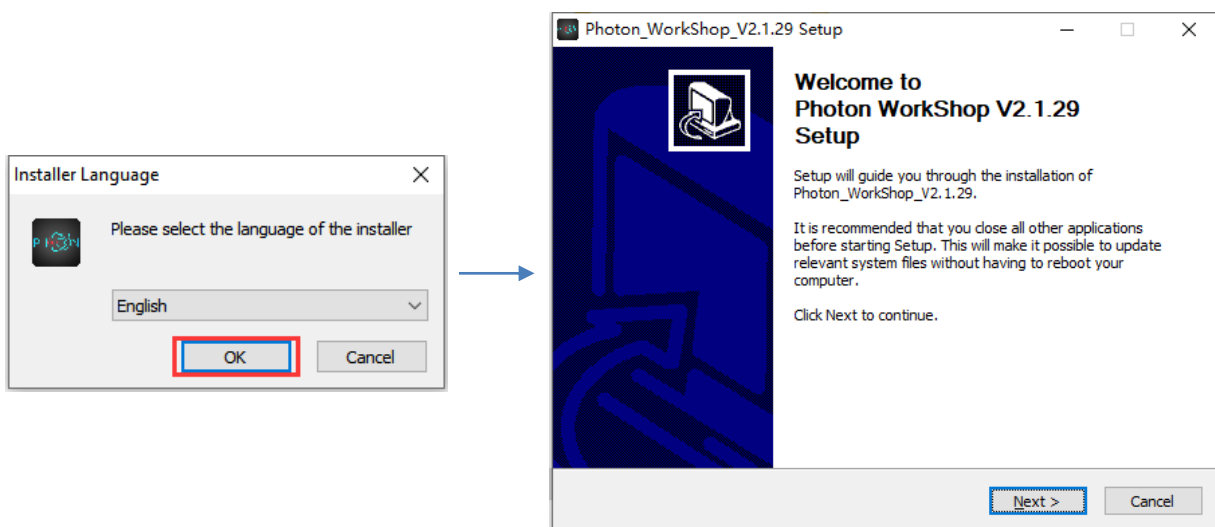 Installer Language
Please select the language of the installer
English
OK
Cancel
Photon_WorkShop_V2.1.29 Setup
Welcome to
Photon WorkShop V2.1.29
Setup
Setup will guide you through the installation of
Photon_WorkShop_V2.1.29.
It is recommended that you close all other applications
before starting Setup. This will make it possible to update
relevant system files without having to reboot your
computer.
Click Next to continue.
Next >
Cancel